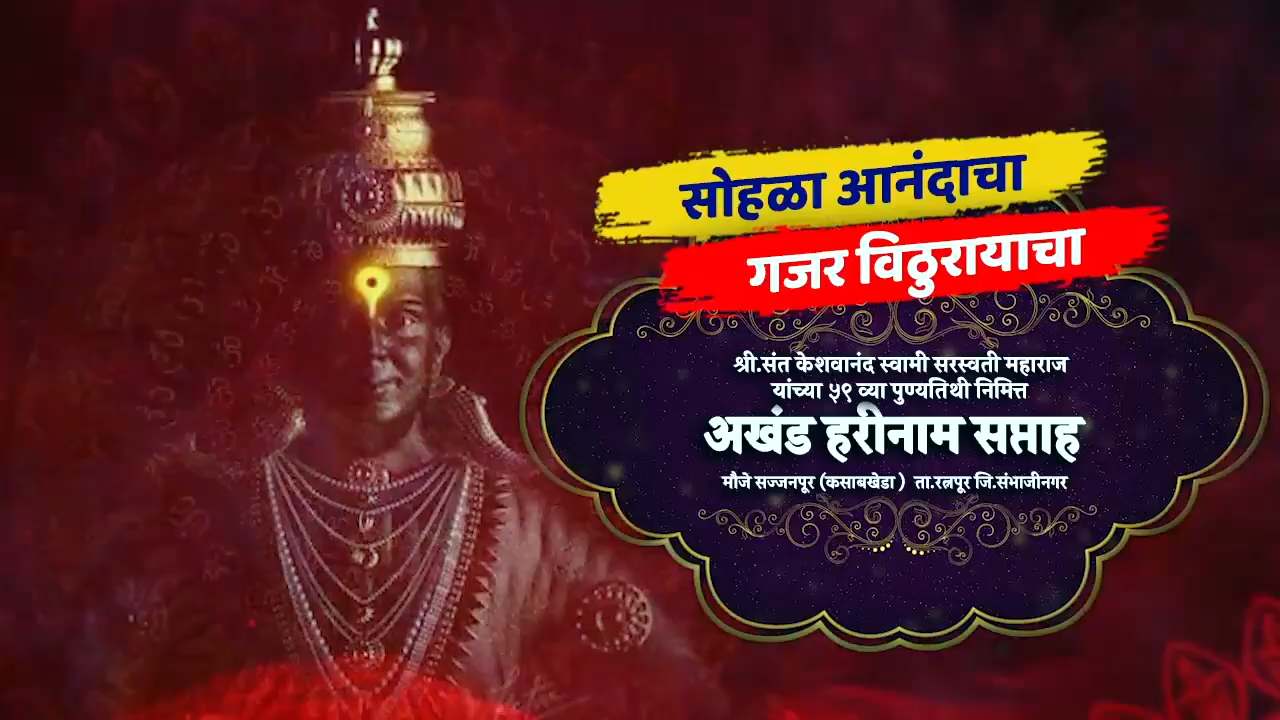 सोहळा आनंदाचा
गजर विठुरायाचा
श्री.संत केशवानंद स्वामी सरस्वती महाराज
यांच्या ५९ व्या पुण्यतिथी निमित्त
अखंड हरीनाम सप्ताह
मौजे सज्जनपूर (कसाबखेडा ) ता.रत्नपूर जि.संभाजीनगर